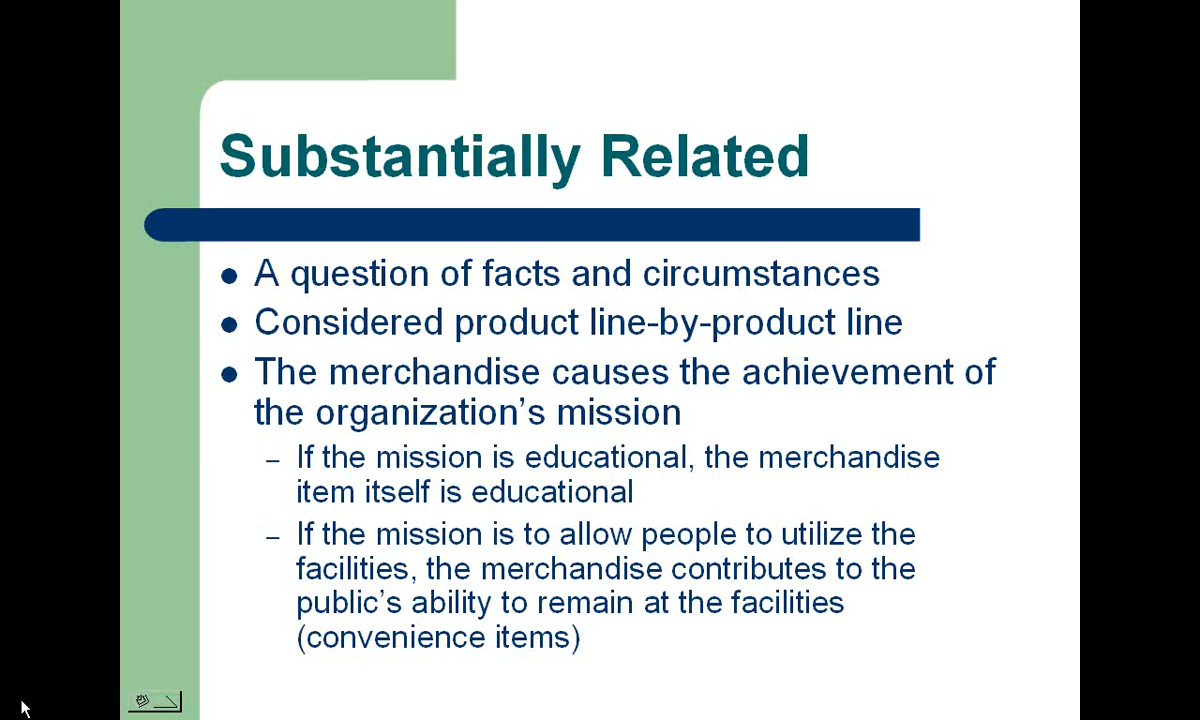 Substantially Related
● A question of facts and circumstances
● Considered product line-by-product line
● The merchandise causes the achievement of
the organization’s mission
– If the mission is educational, the merchandise
item itself is educational
– If the mission is to allow people to utilize the
facilities, the merchandise contributes to the
public’s ability to remain at the facilities
(convenience items)